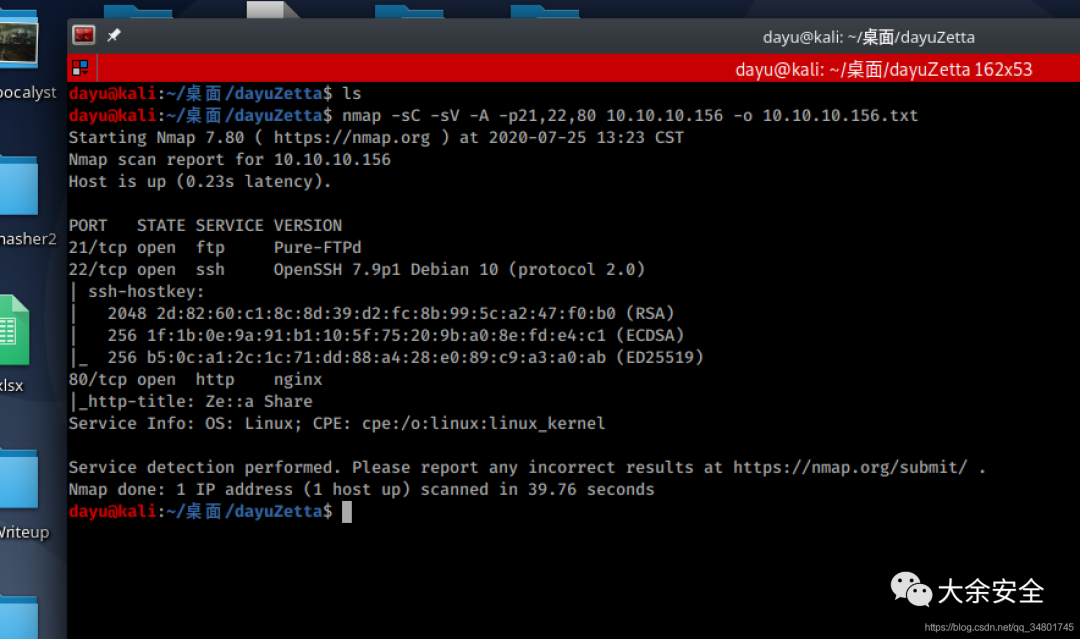 dayu@kali: ~/桌面/dayuZetta
dayu@kali: ~/桌面/dayuZetta 162x53
pocalyst
dayu@kali:~/桌面/dayuZetta$ ls
dayu@kali:~/桌面/dayuZetta$ nmap -sC -sV -A -p21,22,80 10.10.10.156 -o 10.10.10.156.txt
Starting Nmap 7.80 ( https://nmap.org ) at 2020-07-25 13:23 CST
Nmap scan report for 10.10.10.156
Host is up (0.23s latency).
PORT   STATE SERVICE VERSION
21/tcp open  ftp     Pure-FTPd
22/tcp open  ssh     OpenSSH 7.9p1 Debian 10 (protocol 2.0)
| ssh-hostkey:
|   2048 2d:82:60:c1:8c:8d:39:d2:fc:8b:99:5c:a2:47:f0:b0 (RSA)
|   256 1f:1b:0e:9a:91:b1:10:5f:75:20:9b:a0:8e:fd:e4:c1 (ECDSA)
|_  256 b5:0c:a1:2c:1c:71:dd:88:a4:28:e0:89:c9:a3:a0:ab (ED25519)
80/tcp open  http    nginx
|_http-title: Ze::a Share
Service Info: OS: Linux; CPE: cpe:/o:linux:linux_kernel
Service detection performed. Please report any incorrect results at https://nmap.org/submit/ .
Nmap done: 1 IP address (1 host up) scanned in 39.76 seconds
dayu@kali:~/桌面/dayuZetta$
hasher2
xlsx
Writeup
大余安全
https://blog.csdn.net/qq_34801745